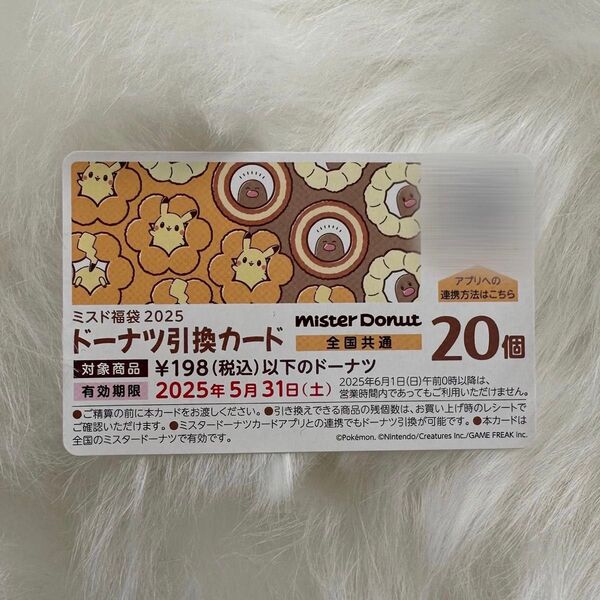 アプリへの
連携方法はこちら
ミスド福袋2025
ドーナツ引換カード
mister Donut
全国共通
20個
対象商品 ¥198(税込)以下のドーナツ
有効期限 2025年5月31日(土)
2025年6月1日(日)午前0時以降は、
営業時間内であってもご利用いただけません。
●ご精算の前に本カードをお渡しください。●引き換えできる商品の残個数は、お買い上げ時のレシートで
ご確認いただけます。●ミスタードーナツカードアプリとの連携でもドーナツ引換が可能です。●本カードは
全国のミスタードーナツで有効です。
©Pokémon. ©Nintendo/Creatures Inc./GAME FREAK inc.